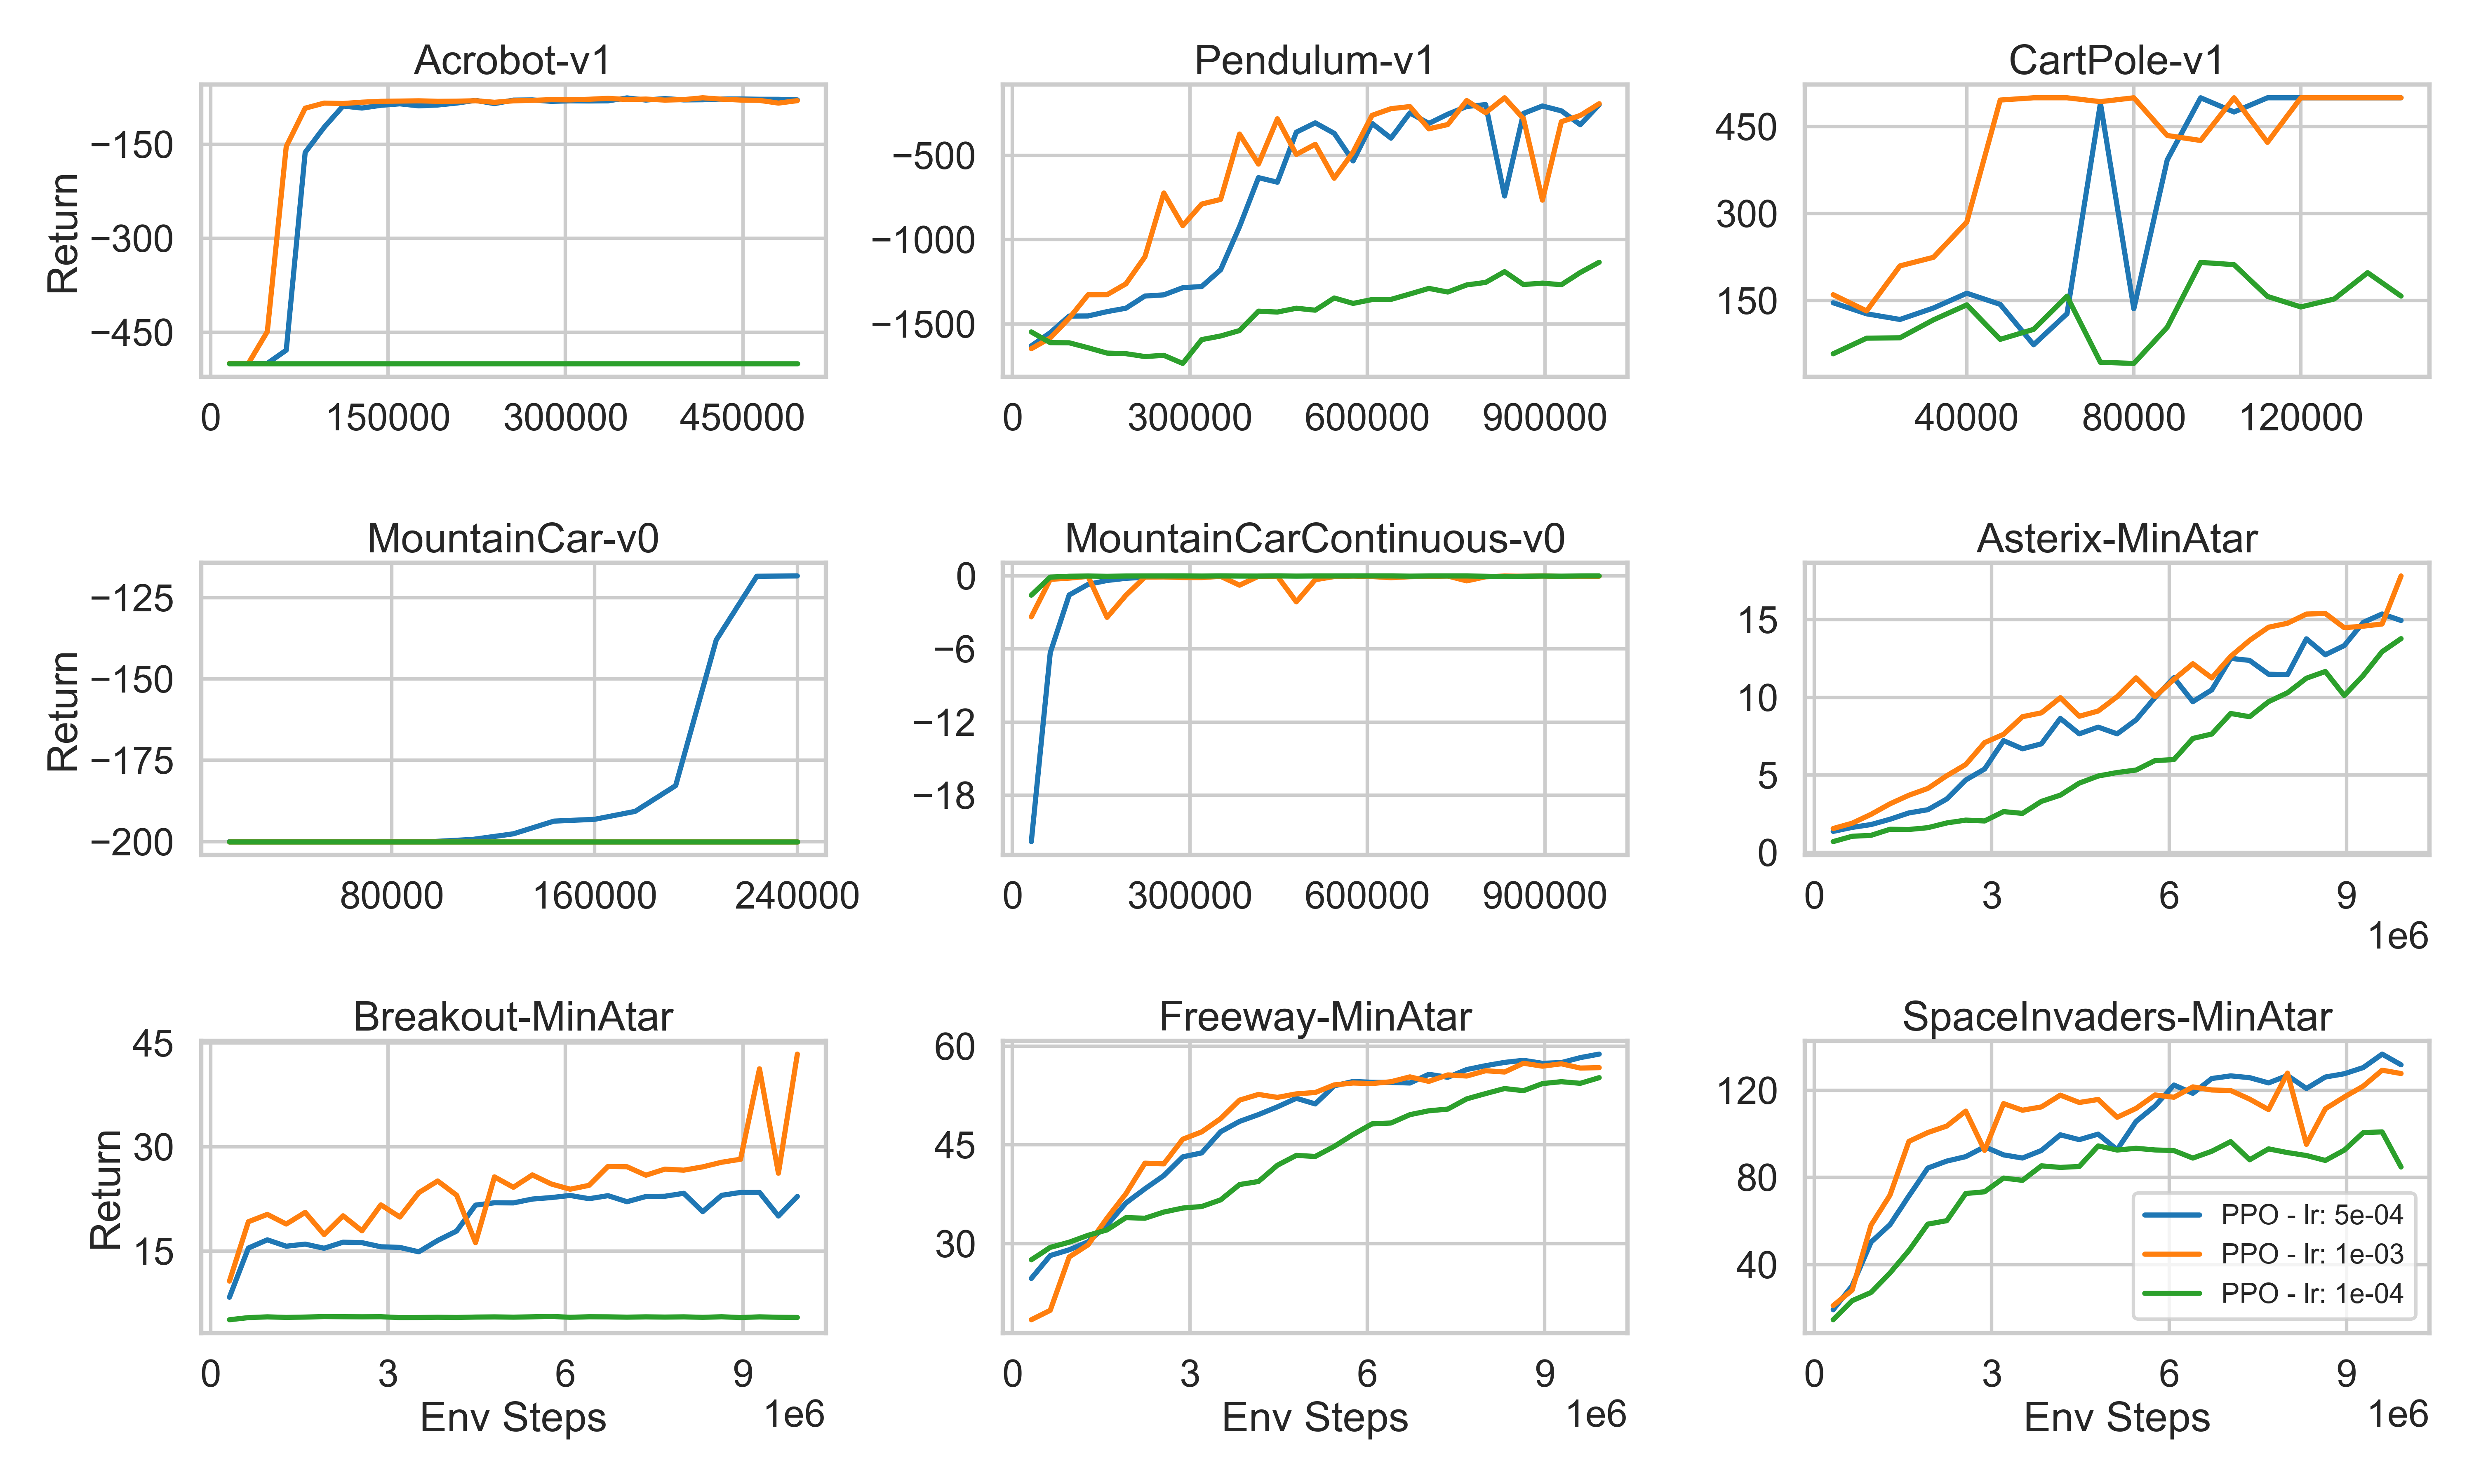 Acrobot-v1
Pendulum-v1
CartPole-v1
Return
−150
−300
−450
0 150000 300000 450000
−500
−1000
−1500
0 300000 600000 900000
450
300
150
40000 80000 120000
MountainCar-v0
MountainCarContinuous-v0
Asterix-MinAtar
Return
−125
−150
−175
−200
80000 160000 240000
0
−6
−12
−18
0 300000 600000 900000
15
10
5
0
0 3 6 9
1e6
Breakout-MinAtar
Freeway-MinAtar
SpaceInvaders-MinAtar
Return
45
30
15
0 3 6 9
Env Steps
1e6
60
45
30
0 3 6 9
Env Steps
1e6
120
80
40
PPO - lr: 5e-04
PPO - lr: 1e-03
PPO - lr: 1e-04
0 3 6 9
Env Steps
1e6